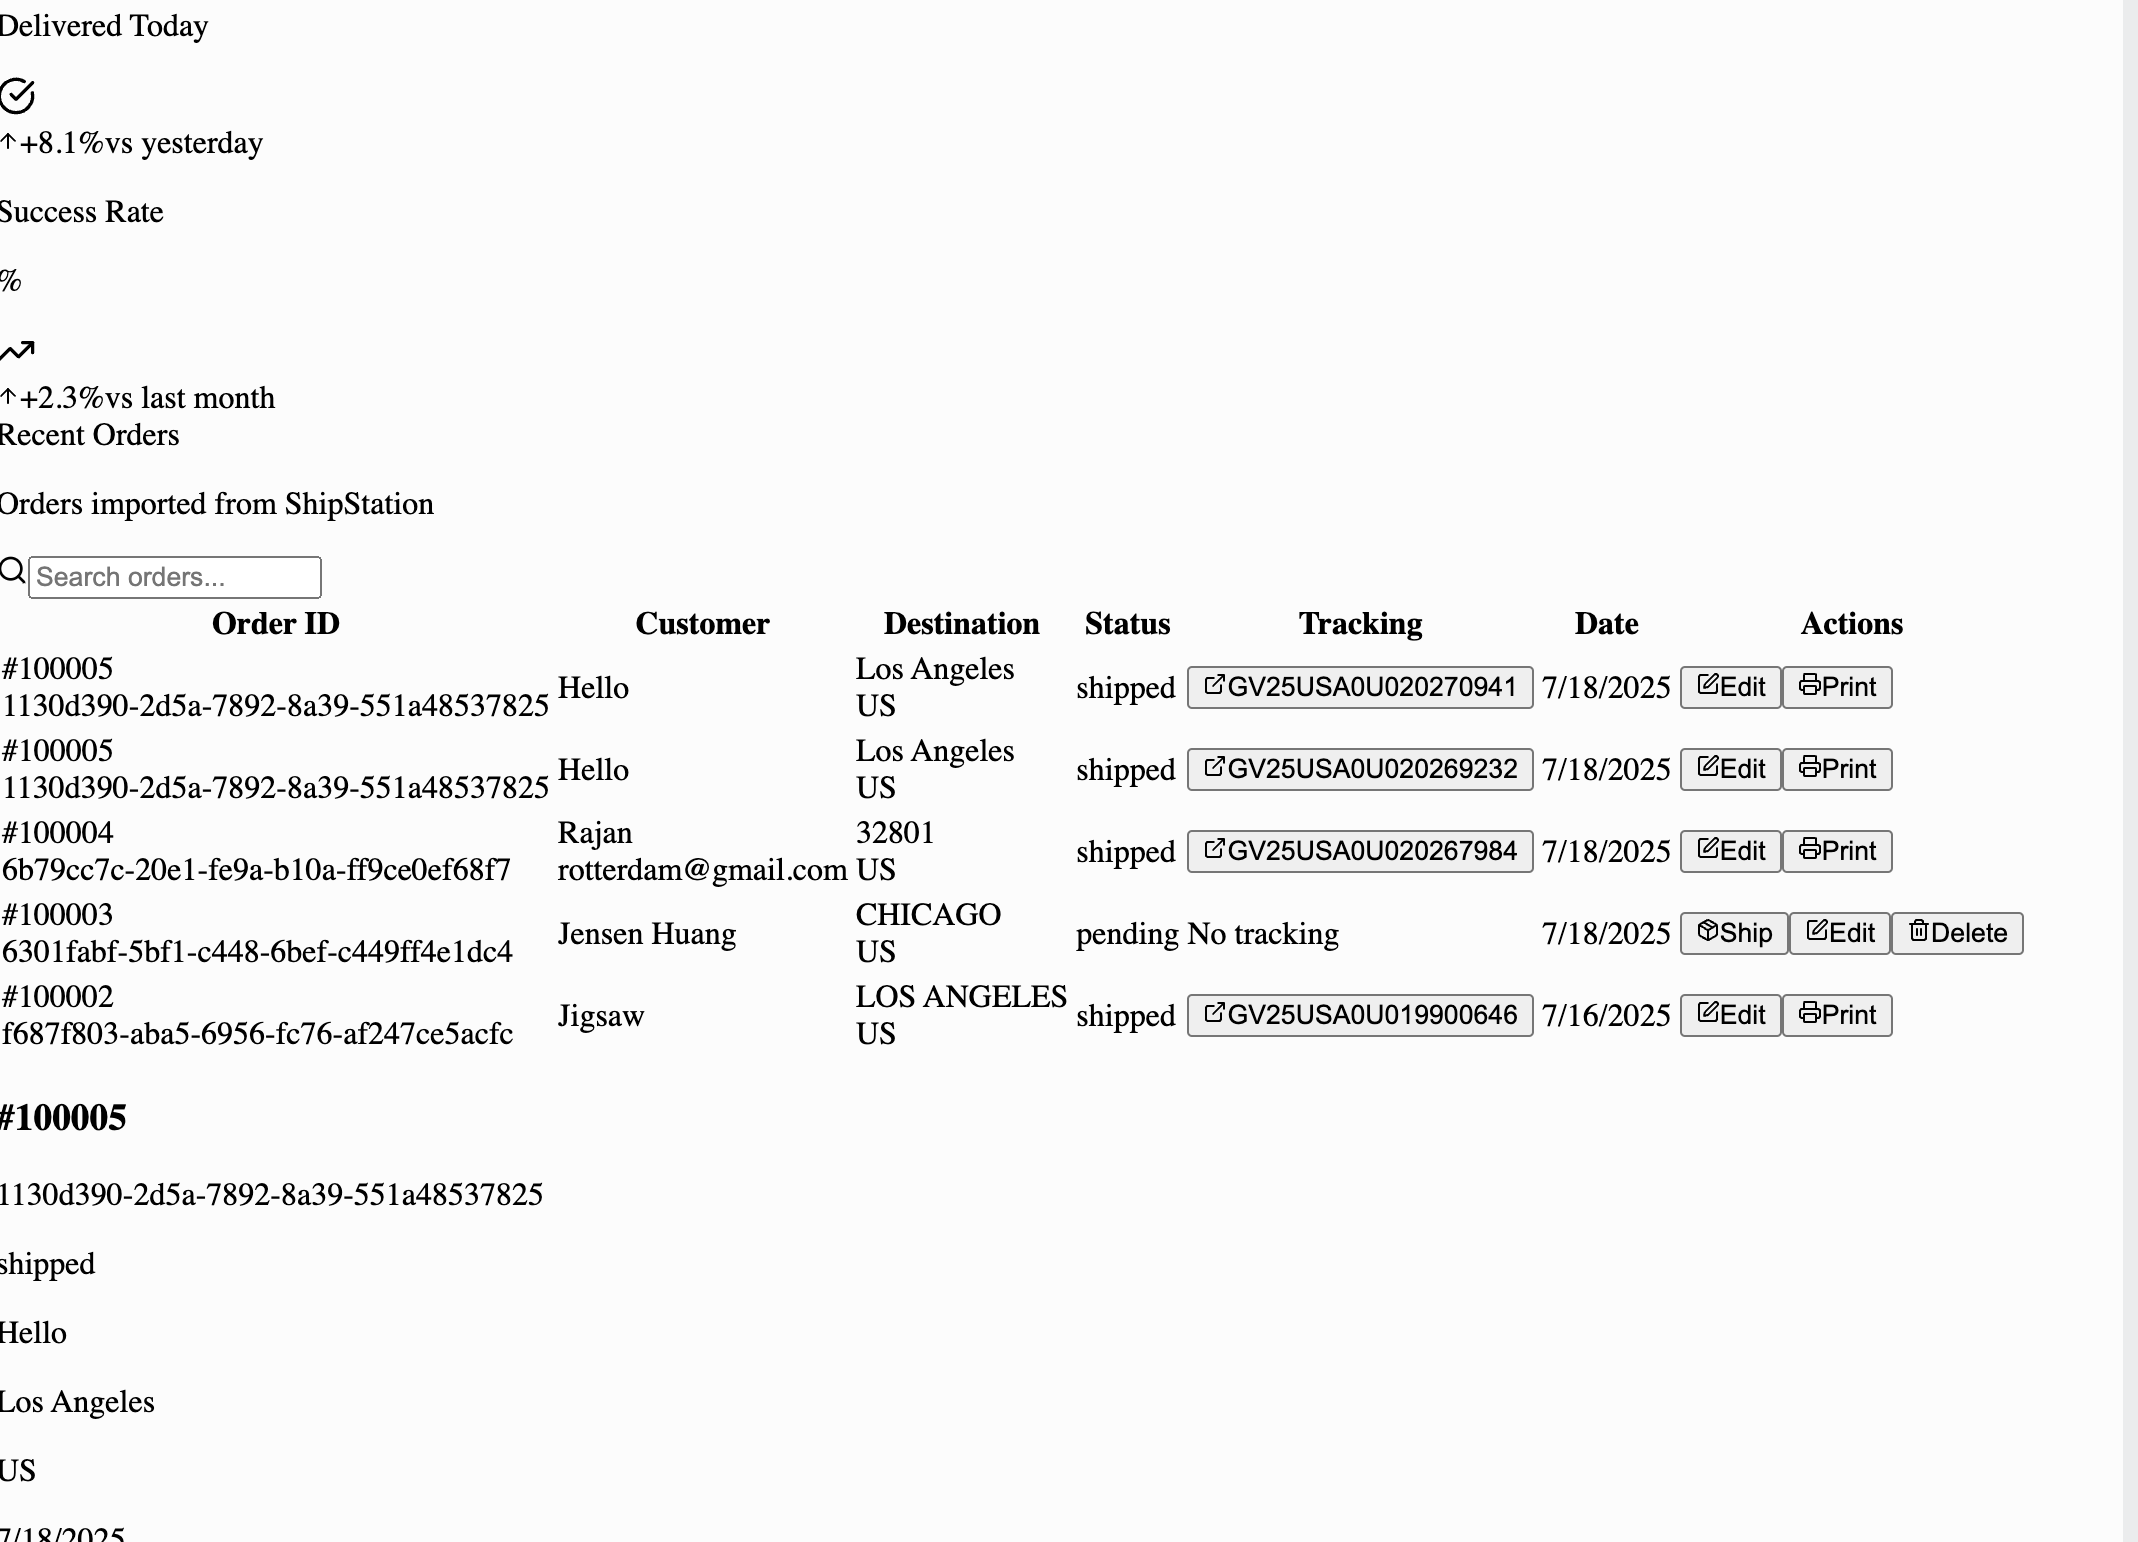 Delivered Today
+8.1%vs yesterday
Success Rate
%
+2.3%vs last month
Recent Orders
Orders imported from ShipStation
Search orders...
Order ID Customer Destination Status Tracking Date Actions
#100005
1130d390-2d5a-7892-8a39-551a48537825 Hello Los Angeles
US shipped GV25USA0U020270941 7/18/2025 Edit Print
#100005
1130d390-2d5a-7892-8a39-551a48537825 Hello Los Angeles
US shipped GV25USA0U020269232 7/18/2025 Edit Print
#100004
6b79cc7c-20e1-fe9a-b10a-ff9ce0ef68f7 Rajan
rotterdam@gmail.com 32801
US shipped GV25USA0U020267984 7/18/2025 Edit Print
#100003
6301fabf-5bf1-c448-6bef-c449ff4e1dc4 Jensen Huang CHICAGO
US pending No tracking 7/18/2025 Ship Edit Delete
#100002
f687f803-aba5-6956-fc76-af247ce5acfc Jigsaw LOS ANGELES
US shipped GV25USA0U019900646 7/16/2025 Edit Print
#100005
1130d390-2d5a-7892-8a39-551a48537825
shipped
Hello
Los Angeles
US
7/18/2025